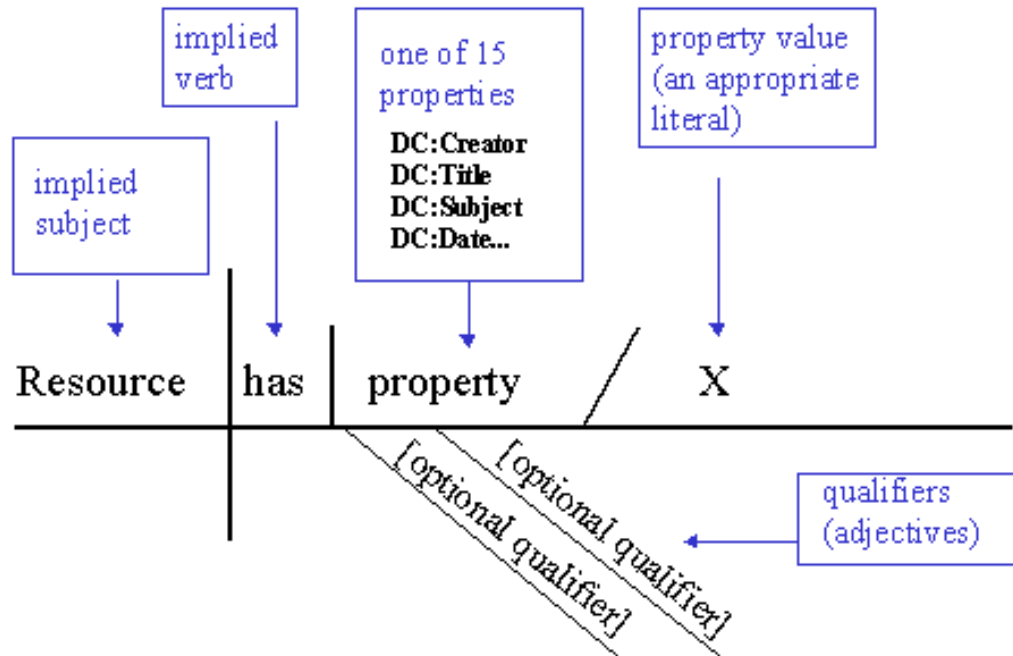 implied
verb
one of 15
properties
DC:Creator
DC:Title
DC:Subject
DC:Date...
property value
(an appropriate
literal)
implied
subject
Resource has property X
[optional qualifier]
[optional qualifier]
qualifiers
(adjectives)